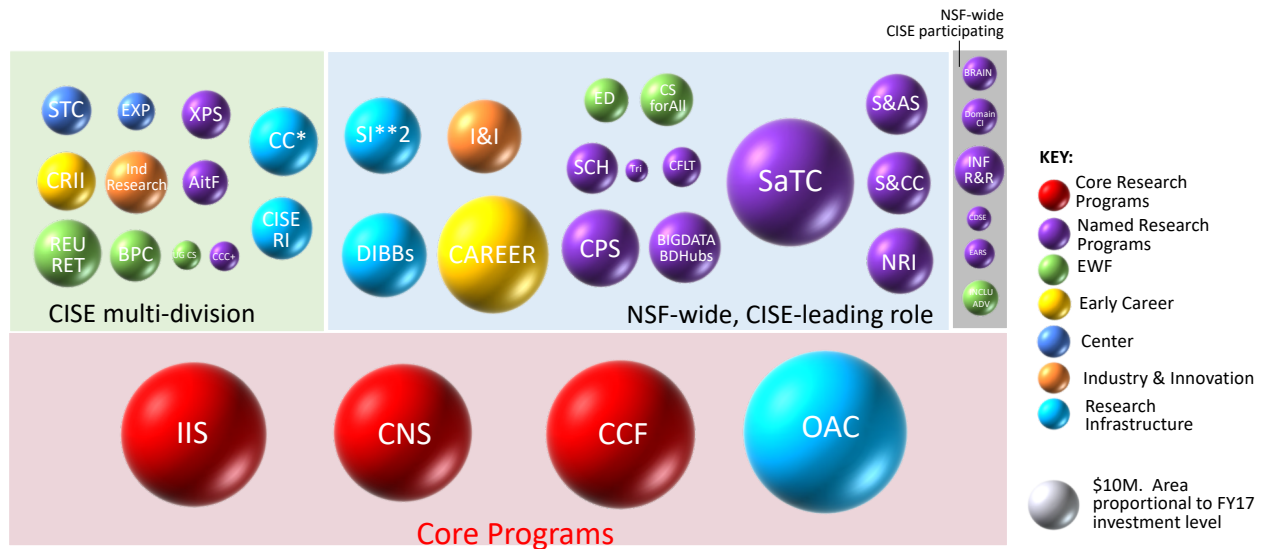 NSF-wide
CISE participating
STC
EXP
XPS
CC*
CRII
Ind
Research
AitF
CISE
RI
REU
RET
BPC
UG CS
CCC+
CISE multi-division
SI**2
I&I
ED
CS
forAll
S&AS
SCH
Tri
CFLT
SaTC
S&CC
DIBBs
CAREER
CPS
BIGDATA
BDHubs
NRI
NSF-wide, CISE-leading role
BRAIN
Domain
CI
INF
R&R
CDSE
EARS
INCLU
ADV
IIS
CNS
CCF
OAC
Core Programs
KEY:
Core Research
Programs
Named Research
Programs
EWF
Early Career
Center
Industry & Innovation
Research
Infrastructure
$10M. Area
proportional to FY17
investment level